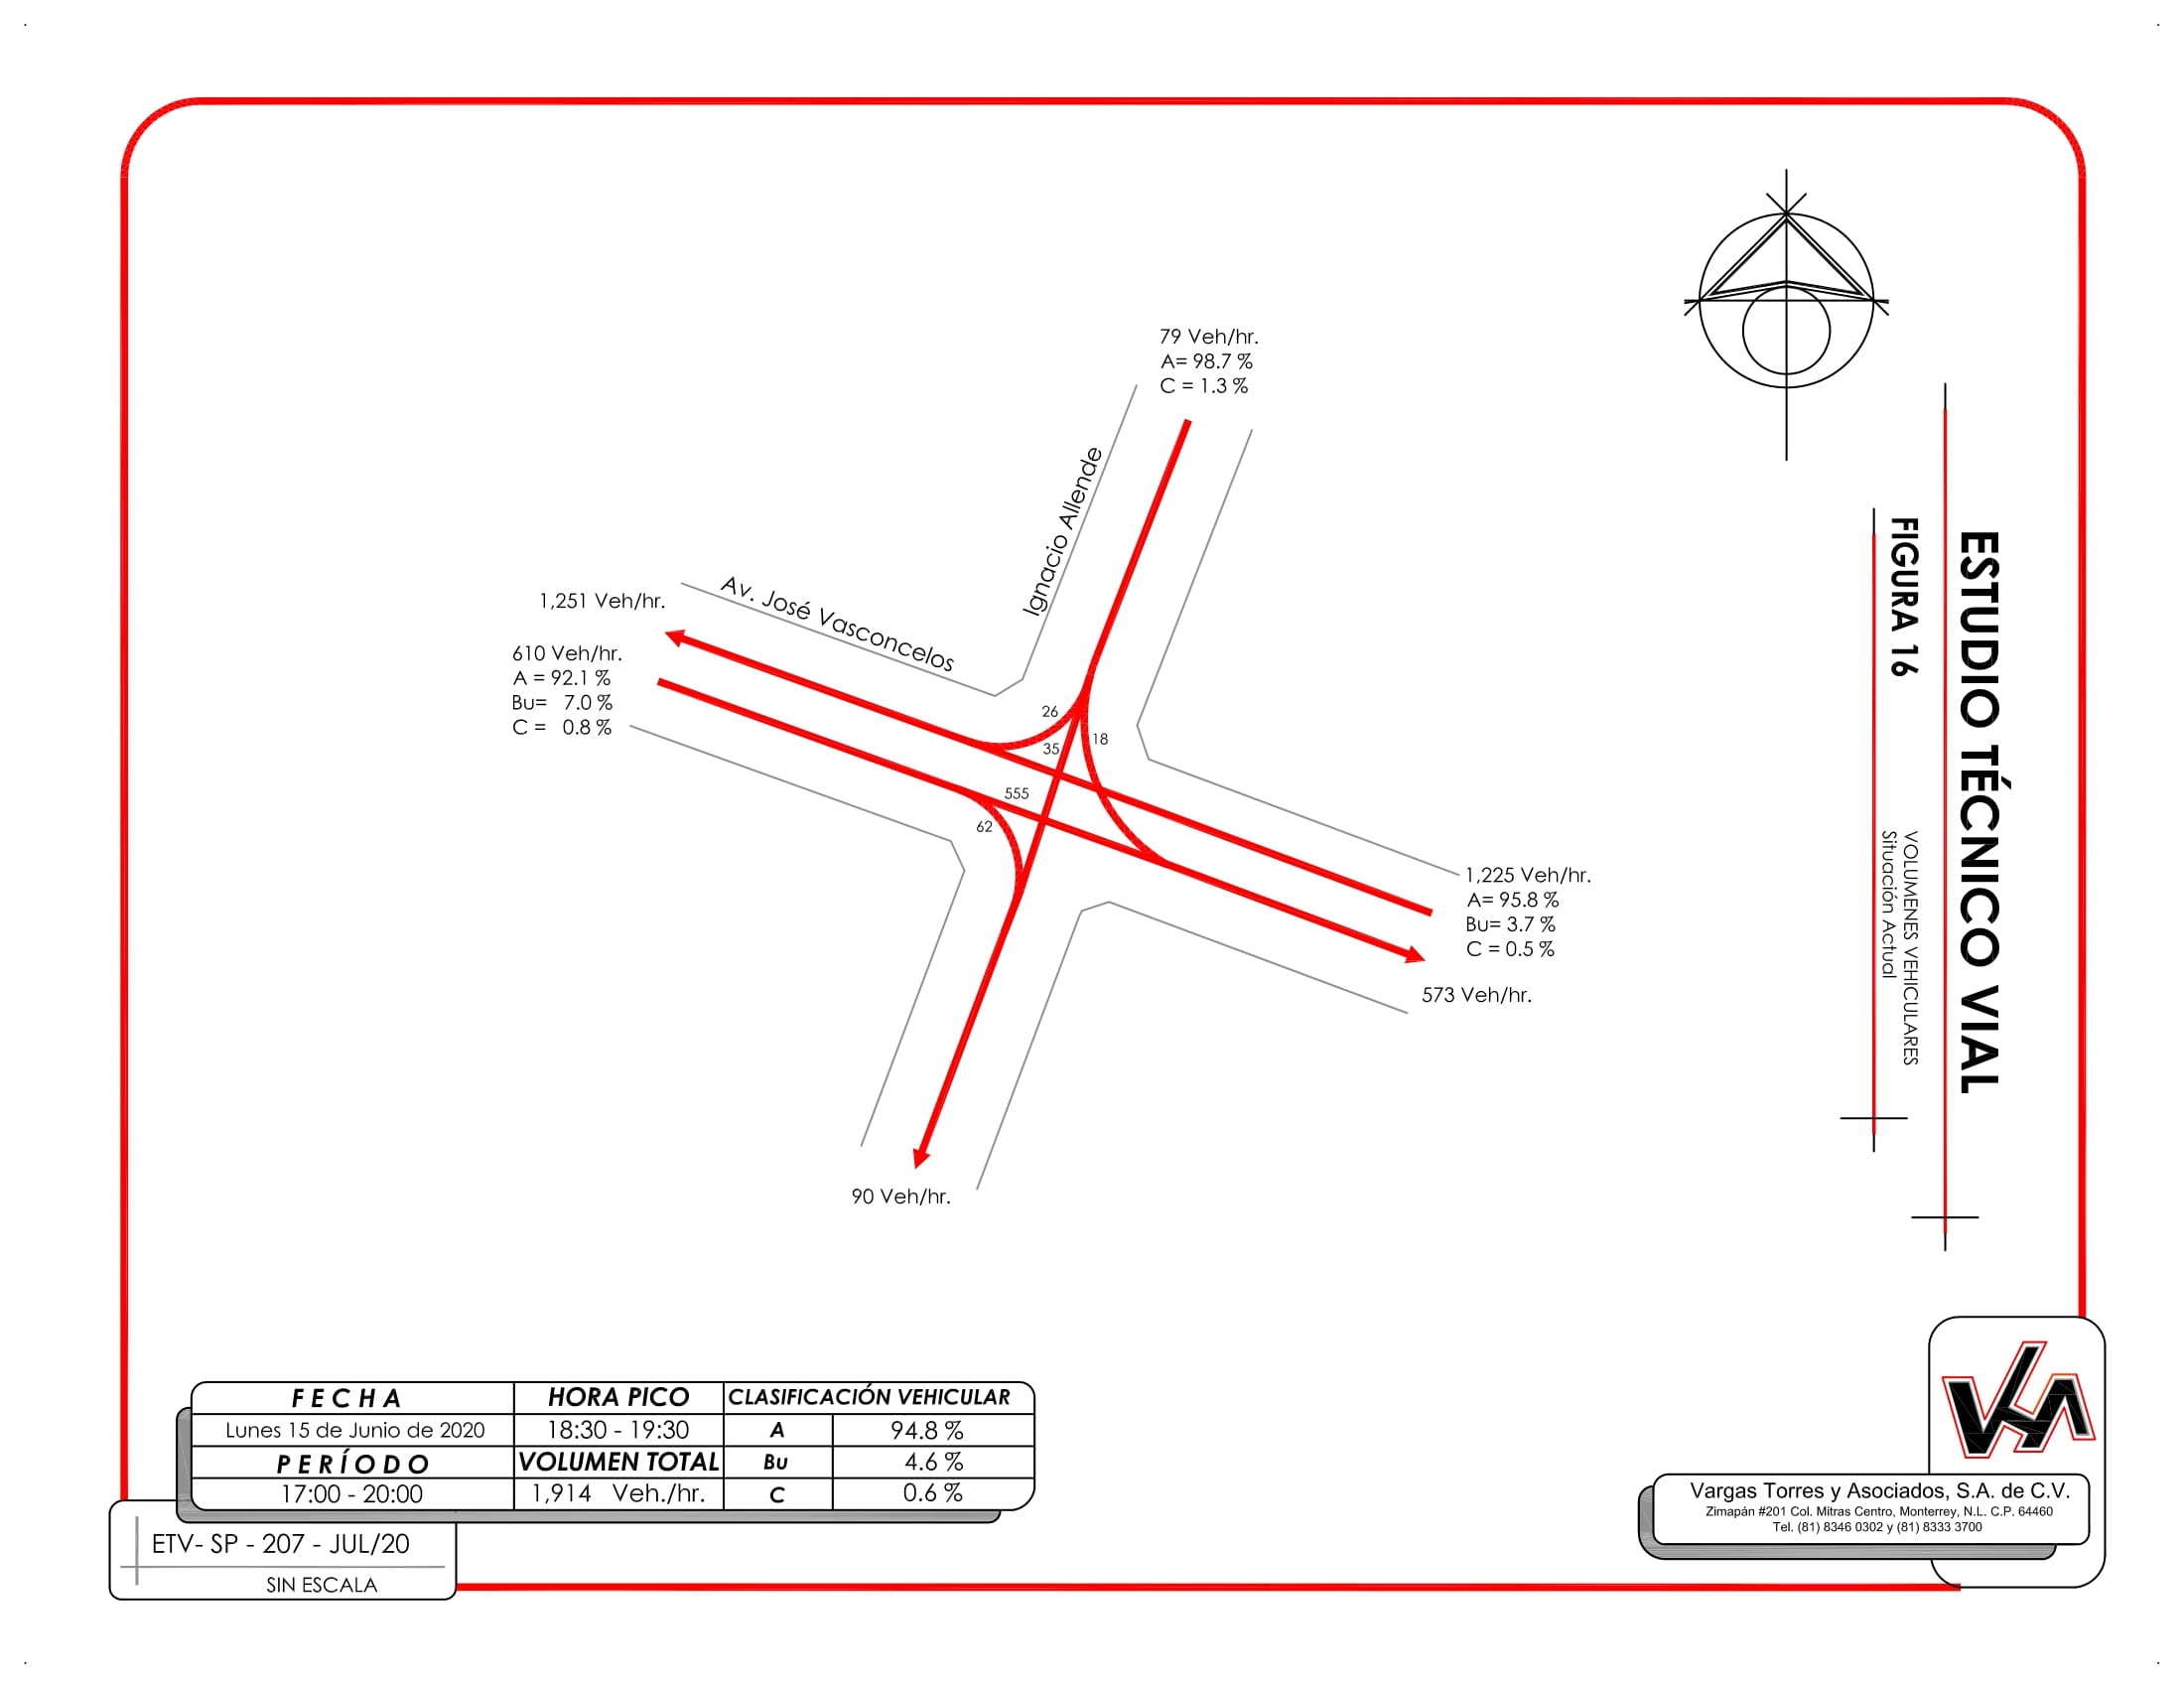 79 Veh/hr.
A= 98.7 %
C = 1.3 %
Ignacio Allende
Av. José Vasconcelos
1,251 Veh/hr.
610 Veh/hr.
A = 92.1 %
Bu= 7.0 %
C = 0.8 %
26
35
18
555
62
1,225 Veh/hr.
A= 95.8 %
Bu= 3.7 %
C = 0.5 %
573 Veh/hr.
90 Veh/hr.
ESTUDIO TÉCNICO VIAL
FIGURA 16
VOLUMENES VEHICULARES
Situación Actual
FECHA
Lunes 15 de Junio de 2020
PERÍODO
17:00 - 20:00
HORA PICO
18:30 - 19:30
VOLUMEN TOTAL
1,914 Veh./hr.
CLASIFICACIÓN VEHICULAR
A 94.8 %
Bu 4.6 %
C 0.6 %
ETV- SP - 207 - JUL/20
SIN ESCALA
Vargas Torres y Asociados, S.A. de C.V.
Zimapán #201 Col. Mitras Centro, Monterrey, N.L. C.P. 64460
Tel. (81) 8346 0302 y (81) 8333 3700